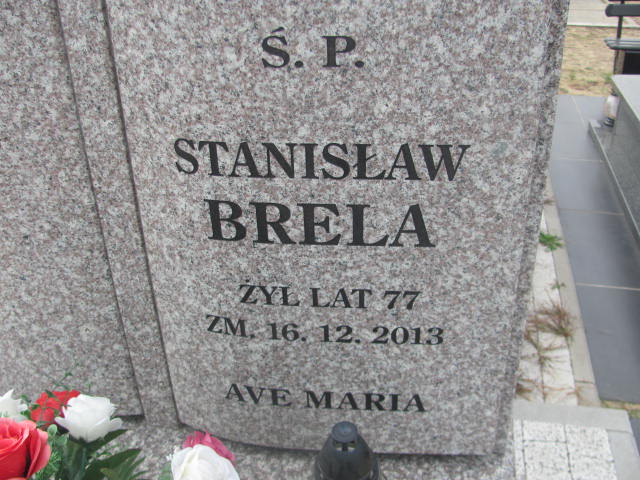 Ś. P.
STANISŁAW
BRELA
ŻYŁ LAT 77
ZM. 16. 12. 2013
AVE MARIA